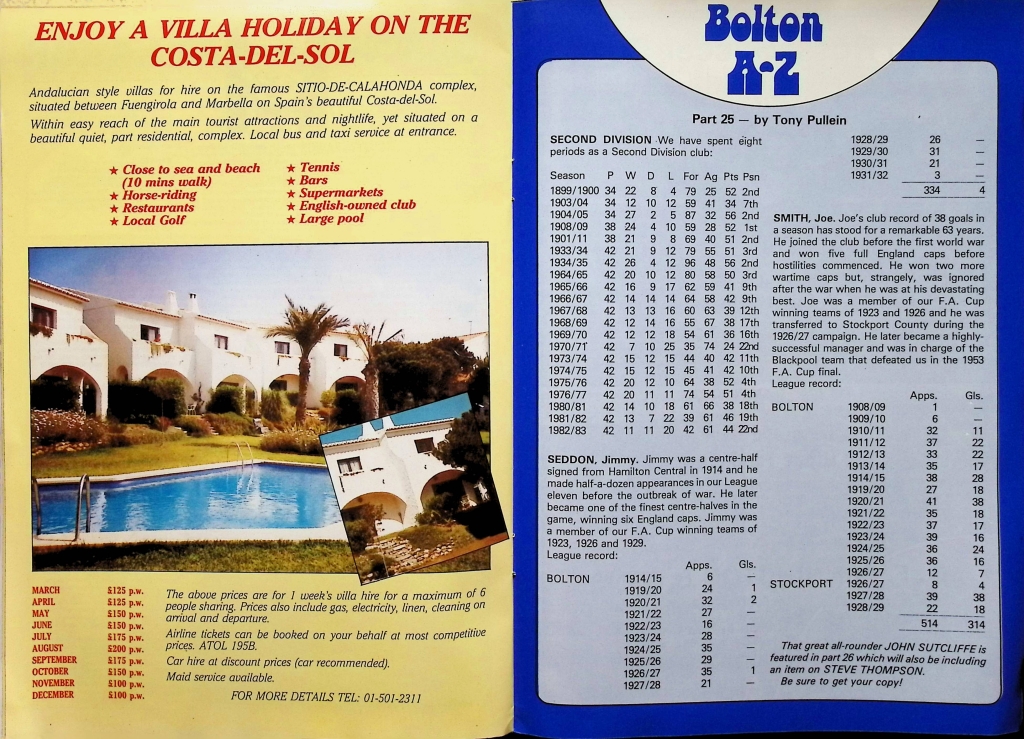 ENJOY A VILLA HOLIDAY ON THE
COSTA-DEL-SOL
Andalucian style villas for hire on the famous SITIO-DE-CALAHONDA complex,
situated between Fuengirola and Marbella on Spain's beautiful Costa-del-Sol.
Within easy reach of the main tourist attractions and nightlife, yet situated on a
beautiful quiet, part residential, complex. Local bus and taxi service at entrance.
★ Close to sea and beach
(10 mins walk)
★ Horse-riding
★ Restaurants
★ Local Golf
★ Tennis
★ Bars
★ Supermarkets
★ English-owned club
★ Large pool
MARCH £125 p.w.
APRIL £125 p.w.
MAY £150 p.w.
JUNE £150 p.w.
JULY £175 p.w.
AUGUST £200 p.w.
SEPTEMBER £175 p.w.
OCTOBER £150 p.w.
NOVEMBER £100 p.w.
DECEMBER £100 p.w.
The above prices are for 1 week's villa hire for a maximum of 6
people sharing. Prices also include gas, electricity, linen, cleaning on
arrival and departure.
Airline tickets can be booked on your behalf at most competitive
prices. ATOL 195B.
Car hire at discount prices (car recommended).
Maid service available.
FOR MORE DETAILS TEL: 01-501-2311
Bolton
A-Z
Part 25 — by Tony Pullein
SECOND DIVISION We have spent eight
periods as a Second Division club:
Season P W D L For Ag Pts Psn
1899/1900 34 22 8 4 79 25 52 2nd
1903/04 34 12 10 12 59 41 34 7th
1904/05 34 27 2 5 87 32 56 2nd
1908/09 38 24 4 10 59 28 52 1st
1901/11 38 21 9 8 69 40 51 2nd
1933/34 42 21 9 12 79 55 51 3rd
1934/35 42 26 4 12 96 48 56 2nd
1964/65 42 20 10 12 80 58 50 3rd
1965/66 42 16 9 17 62 59 41 9th
1966/67 42 14 14 14 64 58 42 9th
1967/68 42 13 13 16 60 63 39 12th
1968/69 42 12 14 16 55 67 38 17th
1969/70 42 12 12 18 54 61 36 16th
1970/71 42 7 10 25 35 74 24 22nd
1973/74 42 15 12 15 44 40 42 11th
1974/75 42 15 12 15 45 41 42 10th
1975/76 42 20 12 10 64 38 52 4th
1976/77 42 20 11 11 74 54 51 4th
1980/81 42 14 10 18 61 66 38 18th
1981/82 42 13 7 22 39 61 46 19th
1982/83 42 11 11 20 42 61 44 22nd
SEDDON, Jimmy. Jimmy was a centre-half
signed from Hamilton Central in 1914 and he
made half-a-dozen appearances in our League
eleven before the outbreak of war. He later
became one of the finest centre-halves in the
game, winning six England caps. Jimmy was
a member of our F.A. Cup winning teams of
1923, 1926 and 1929.
League record:
Apps. Gls.
BOLTON 1914/15 6 —
1919/20 24 1
1920/21 32 2
1921/22 27 —
1922/23 16 —
1923/24 28 —
1924/25 35 —
1925/26 29 —
1926/27 35 1
1927/28 21 —
1928/29 26 —
1929/30 31 —
1930/31 21 —
1931/32 3 —
334 4
SMITH, Joe. Joe's club record of 38 goals in
a season has stood for a remarkable 63 years.
He joined the club before the first world war
and won five full England caps before
hostilities commenced. He won two more
wartime caps but, strangely, was ignored
after the war when he was at his devastating
best. Joe was a member of our F.A. Cup
winning teams of 1923 and 1926 and he was
transferred to Stockport County during the
1926/27 campaign. He later became a highly-
successful manager and was in charge of the
Blackpool team that defeated us in the 1953
F.A. Cup final.
League record:
Apps. Gls.
BOLTON 1908/09 1 —
1909/10 6 —
1910/11 32 11
1911/12 37 22
1912/13 33 22
1913/14 35 17
1914/15 38 28
1919/20 27 18
1920/21 41 38
1921/22 35 18
1922/23 37 17
1923/24 39 16
1924/25 36 24
1925/26 36 16
1926/27 12 7
STOCKPORT 1926/27 8 4
1927/28 39 38
1928/29 22 18
514 314
That great all-rounder JOHN SUTCLIFFE is
featured in part 26 which will also be including
an item on STEVE THOMPSON.
Be sure to get your copy!